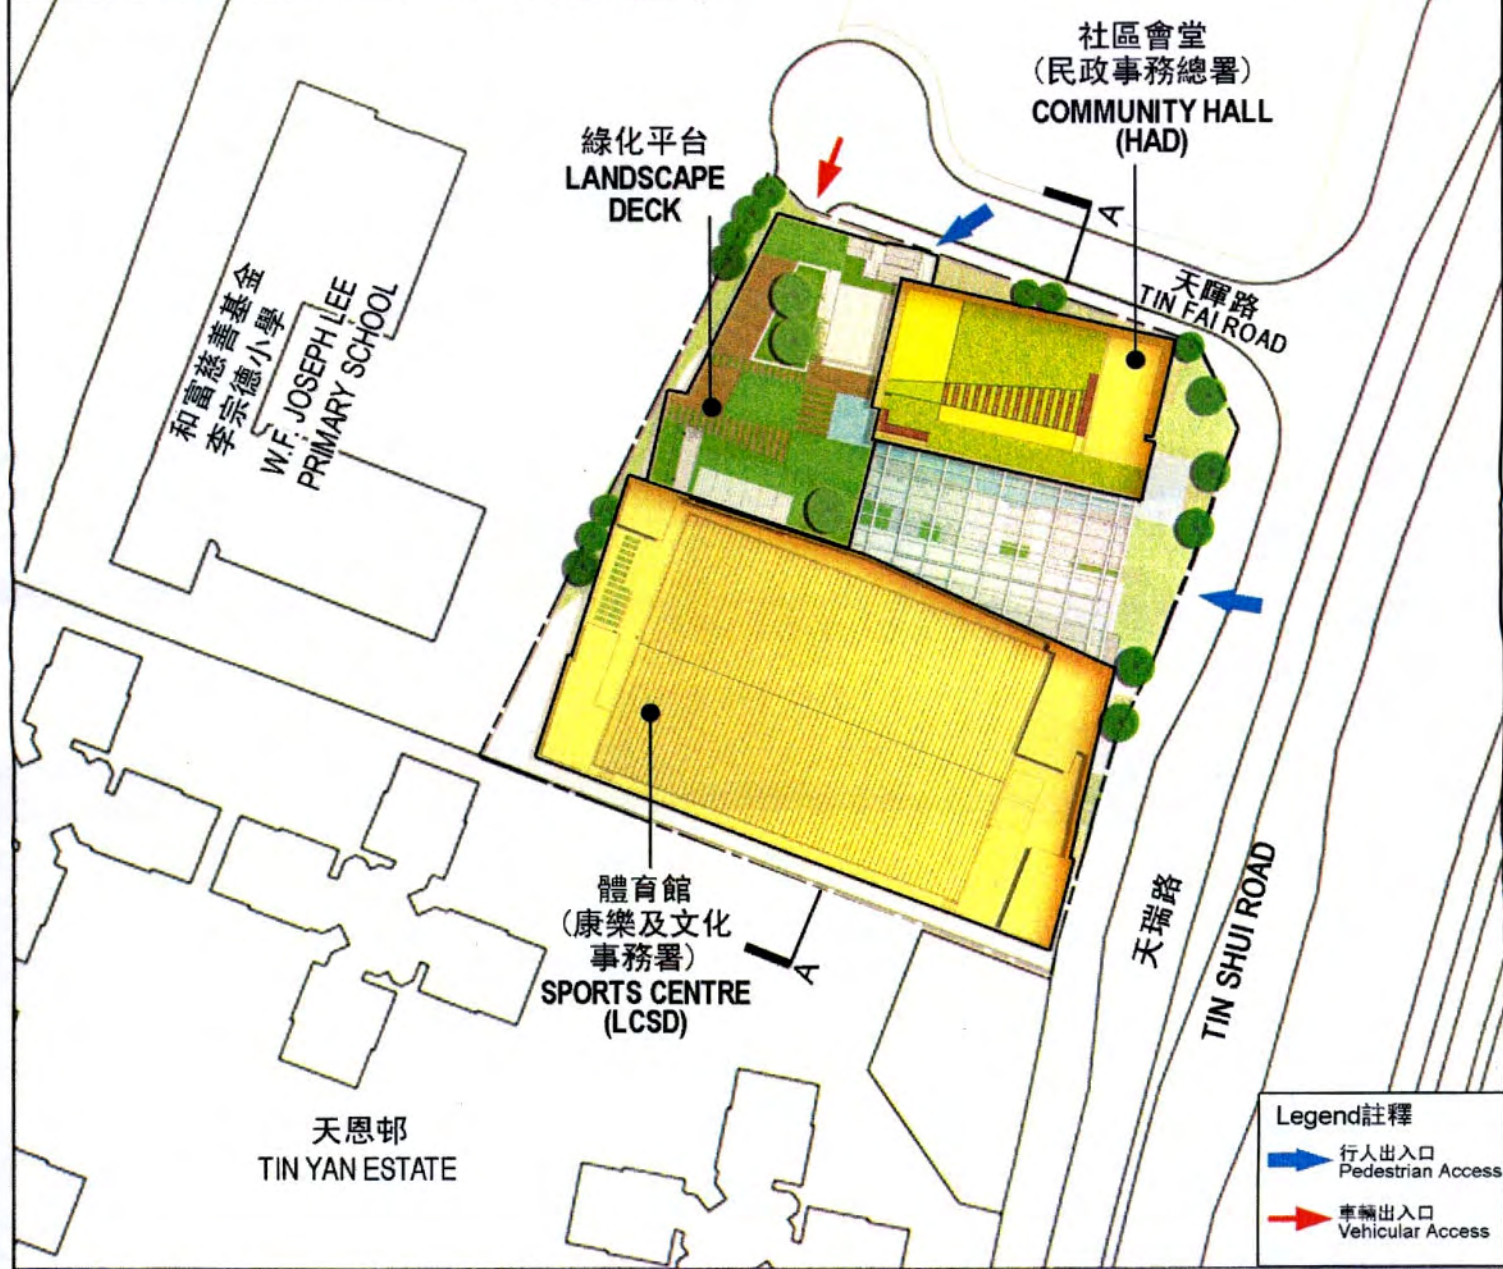 社區會堂
(民政事務總署)
COMMUNITY HALL
(HAD)
綠化平台
LANDSCAPE
DECK
A
天暉路
TIN FAI ROAD
和富慈善基金
李宗德小學
W.F. JOSEPH LEE
PRIMARY SCHOOL
體育館
(康樂及文化
事務署)
SPORTS CENTRE
(LCSD)
A
天瑞路
TIN SHUI ROAD
天恩邨
TIN YAN ESTATE
Legend註釋
行人出入口
Pedestrian Access
車輛出入口
Vehicular Access